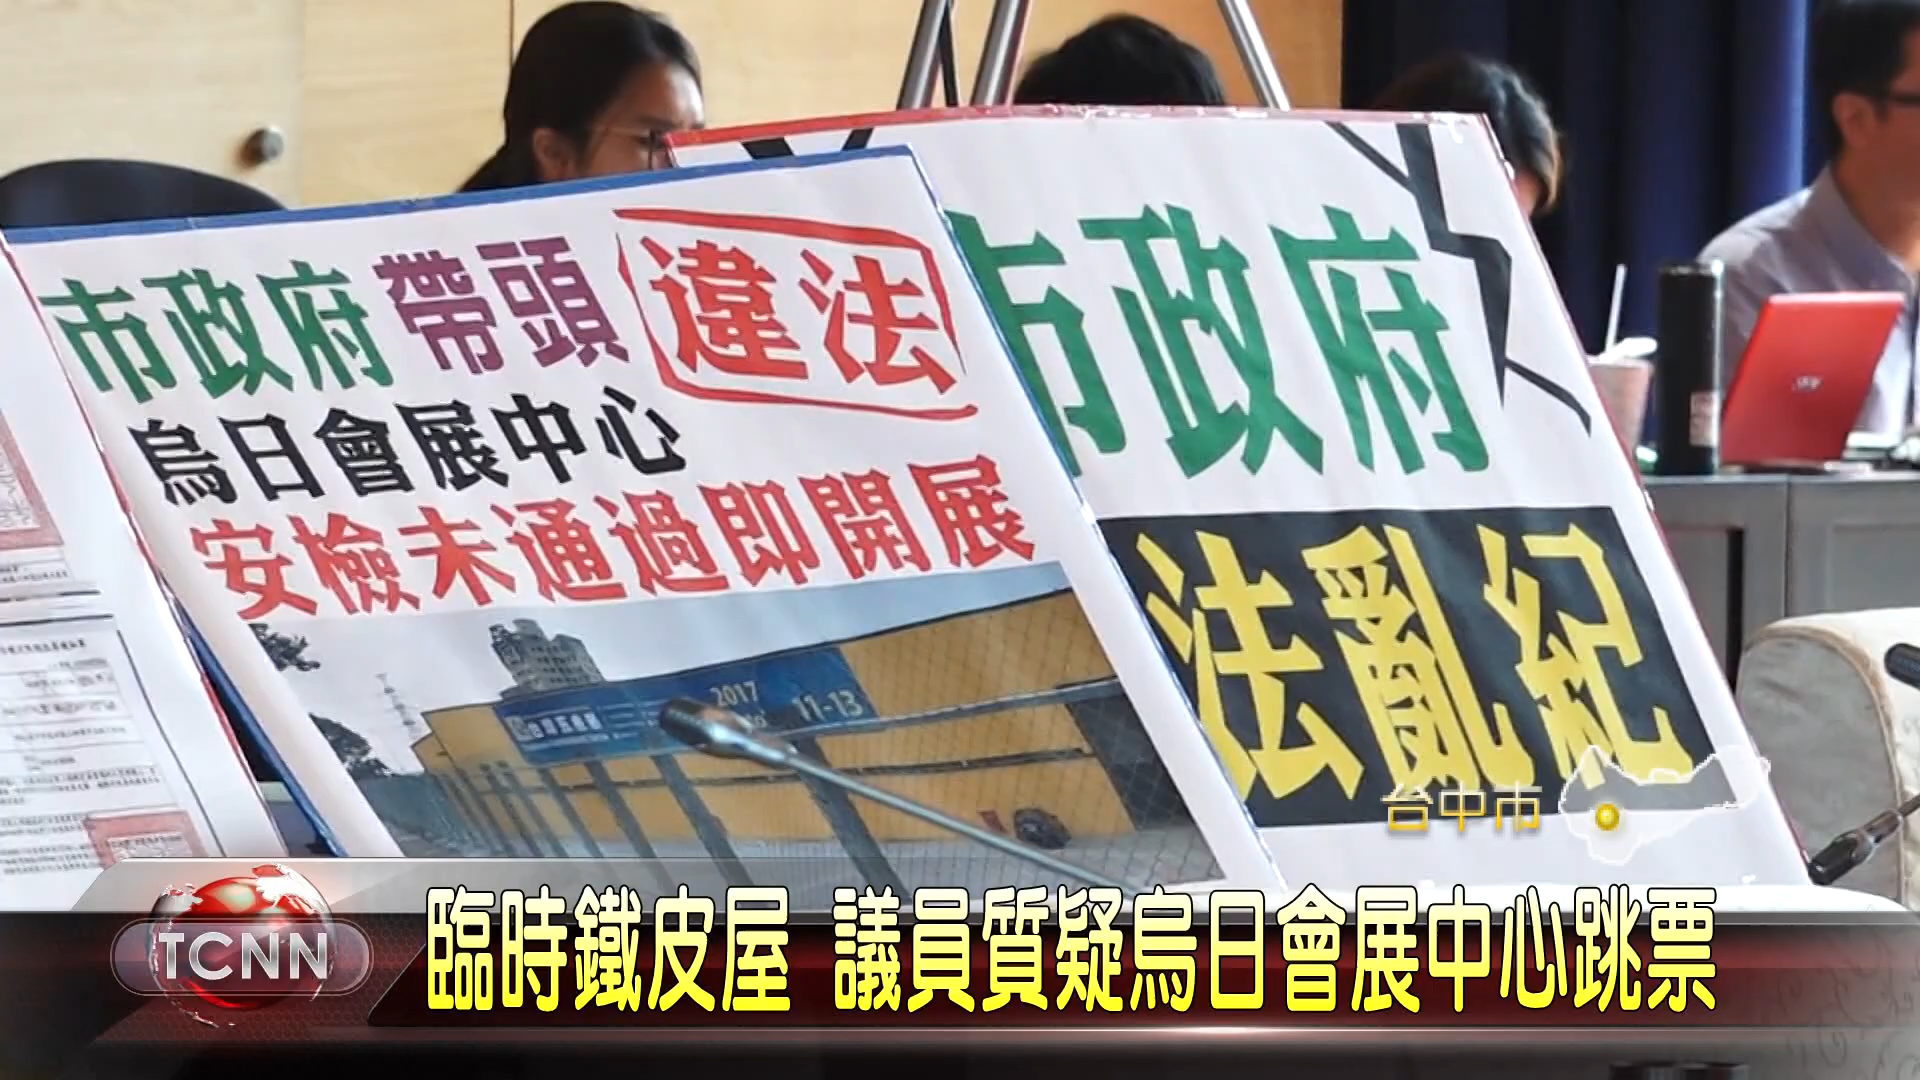 市政府帶頭違法
烏日會展中心
安檢未通過即開展
2017
11-13
市政府
法亂紀
台中市
TCNN
臨時鐵皮屋 議員質疑烏日會展中心跳票